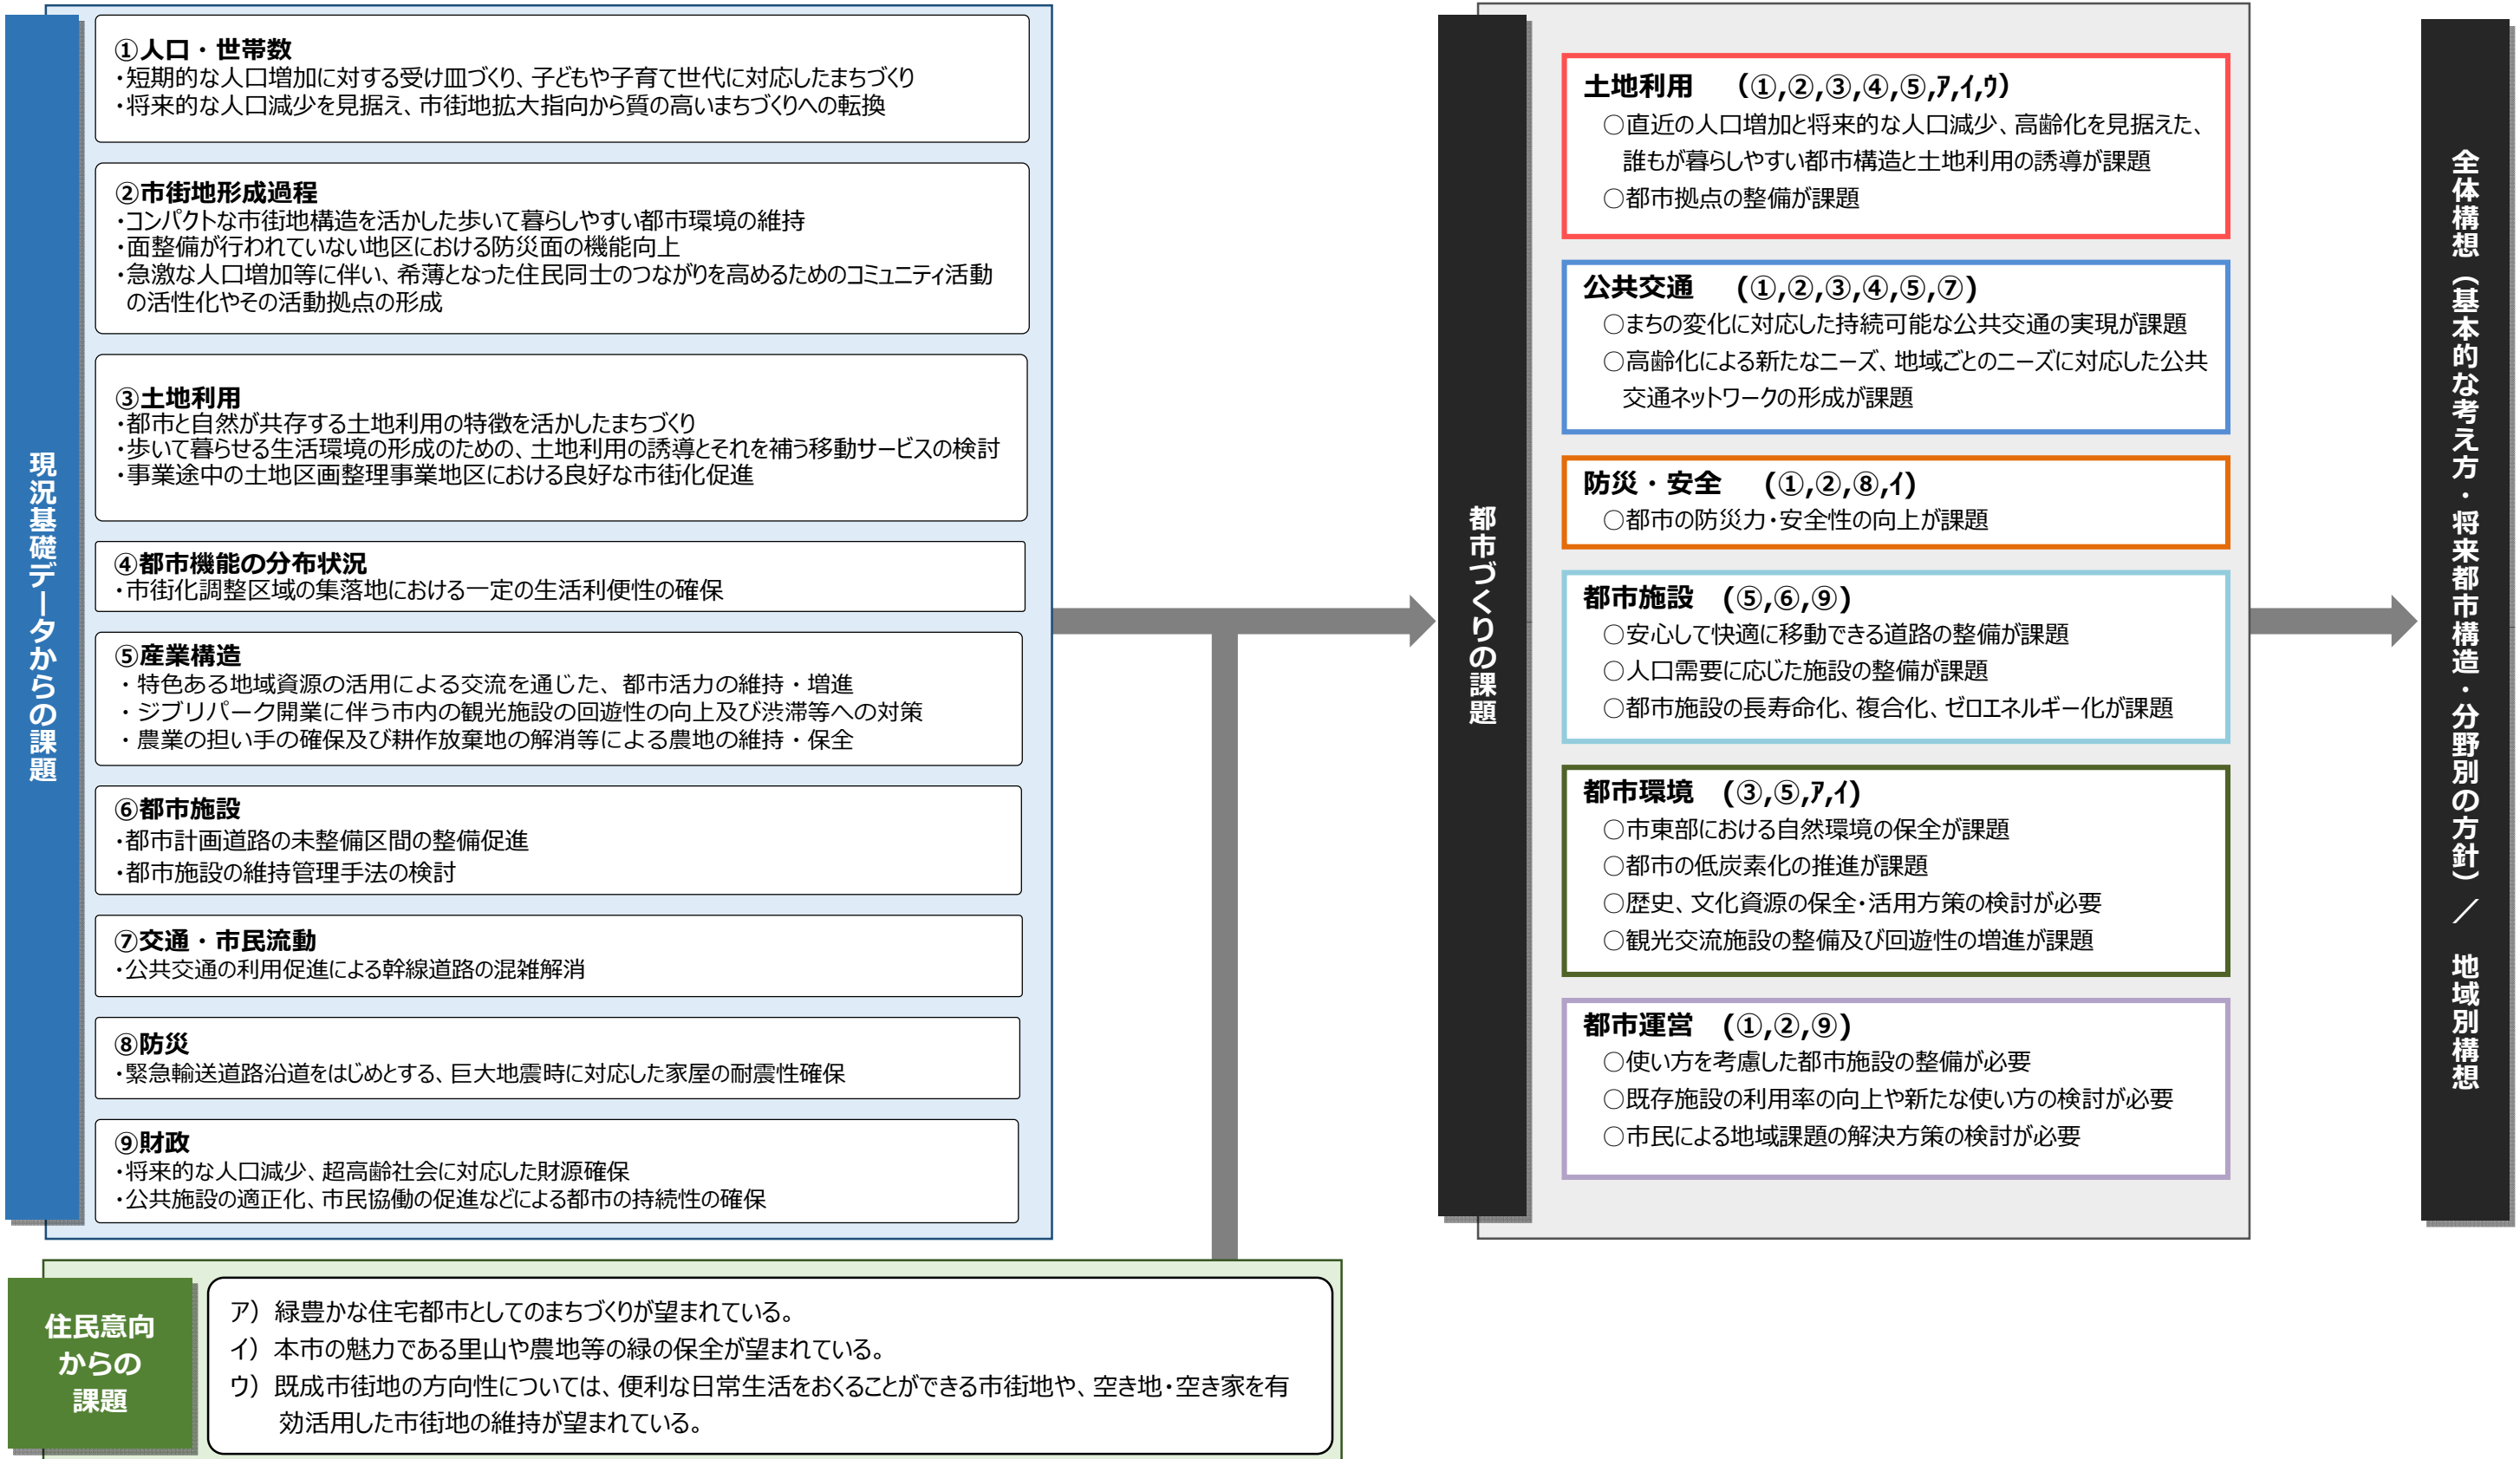 現況基礎データからの課題
①人口・世帯数
・短期的な人口増加に対する受け皿づくり、子どもや子育て世代に対応したまちづくり
・将来的な人口減少を見据え、市街地拡大指向から質の高いまちづくりへの転換
②市街地形成過程
・コンパクトな市街地構造を活かした歩いて暮らしやすい都市環境の維持
・面整備が行われていない地区における防災面の機能向上
・急激な人口増加等に伴い、希薄となった住民同士のつながりを高めるためのコミュニティ活動
の活性化やその活動拠点の形成
③土地利用
・都市と自然が共存する土地利用の特徴を活かしたまちづくり
・歩いて暮らせる生活環境の形成のための、土地利用の誘導とそれを補う移動サービスの検討
・事業途中の土地区画整理事業地区における良好な市街化促進
④都市機能の分布状況
・市街化調整区域の集落地における一定の生活利便性の確保
⑤産業構造
・特色ある地域資源の活用による交流を通じた、都市活力の維持・増進
・ジブリパーク開業に伴う市内の観光施設の回遊性の向上及び渋滞等への対策
・農業の担い手の確保及び耕作放棄地の解消等による農地の維持・保全
⑥都市施設
・都市計画道路の未整備区間の整備促進
・都市施設の維持管理手法の検討
⑦交通・市民流動
・公共交通の利用促進による幹線道路の混雑解消
⑧防災
・緊急輸送道路沿道をはじめとする、巨大地震時に対応した家屋の耐震性確保
⑨財政
・将来的な人口減少、超高齢社会に対応した財源確保
・公共施設の適正化、市民協働の促進などによる都市の持続性の確保
住民意向
からの
課題
ア）緑豊かな住宅都市としてのまちづくりが望まれている。
イ）本市の魅力である里山や農地等の緑の保全が望まれている。
ウ）既成市街地の方向性については、便利な日常生活をおくることができる市街地や、空き地・空き家を有
効活用した市街地の維持が望まれている。
都市づくりの課題
土地利用　（①,②,③,④,⑤,ｱ,ｲ,ｳ）
○直近の人口増加と将来的な人口減少、高齢化を見据えた、
誰もが暮らしやすい都市構造と土地利用の誘導が課題
○都市拠点の整備が課題
公共交通　(①,②,③,④,⑤,⑦)
○まちの変化に対応した持続可能な公共交通の実現が課題
○高齢化による新たなニーズ、地域ごとのニーズに対応した公共
交通ネットワークの形成が課題
防災・安全　(①,②,⑧,ｲ)
○都市の防災力・安全性の向上が課題
都市施設　(⑤,⑥,⑨)
○安心して快適に移動できる道路の整備が課題
○人口需要に応じた施設の整備が課題
○都市施設の長寿命化、複合化、ゼロエネルギー化が課題
都市環境　(③,⑤,ｱ,ｲ)
○市東部における自然環境の保全が課題
○都市の低炭素化の推進が課題
○歴史、文化資源の保全・活用方策の検討が必要
○観光交流施設の整備及び回遊性の増進が課題
都市運営　(①,②,⑨)
○使い方を考慮した都市施設の整備が必要
○既存施設の利用率の向上や新たな使い方の検討が必要
○市民による地域課題の解決方策の検討が必要
全体構想（基本的な考え方・将来都市構造・分野別の方針）／　地域別構想